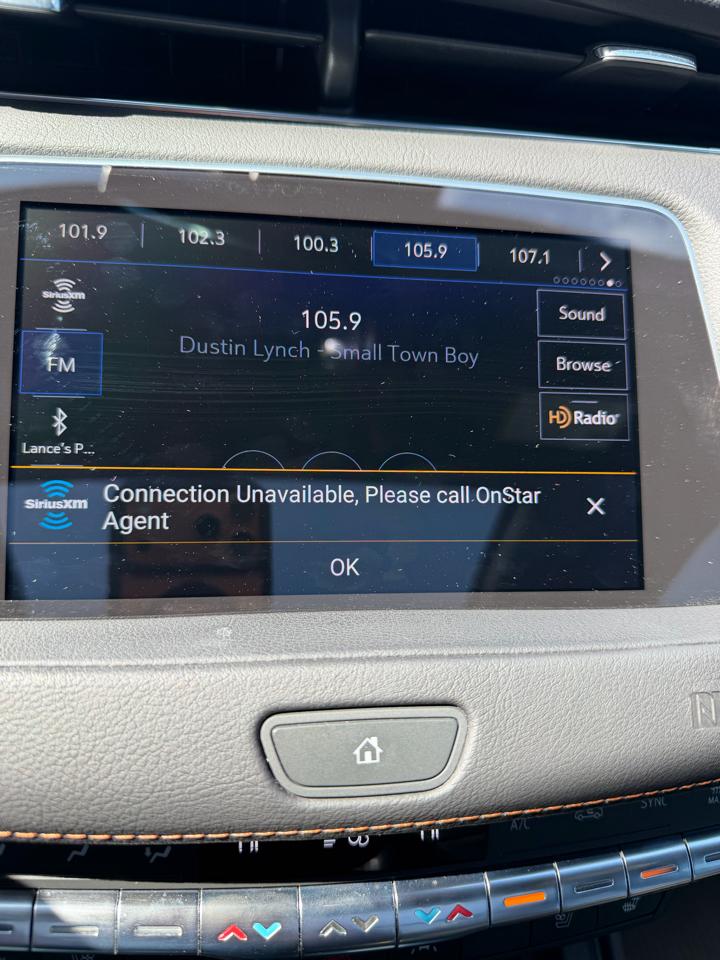 101.9
102.3
100.3
105.9
107.1
SiriusXM
105.9
Sound
Dustin Lynch - Small Town Boy
FM
Browse
HD Radio
Lance's P...
SiriusXM
Connection Unavailable, Please call OnStar
Agent
OK
A/C
SYNC